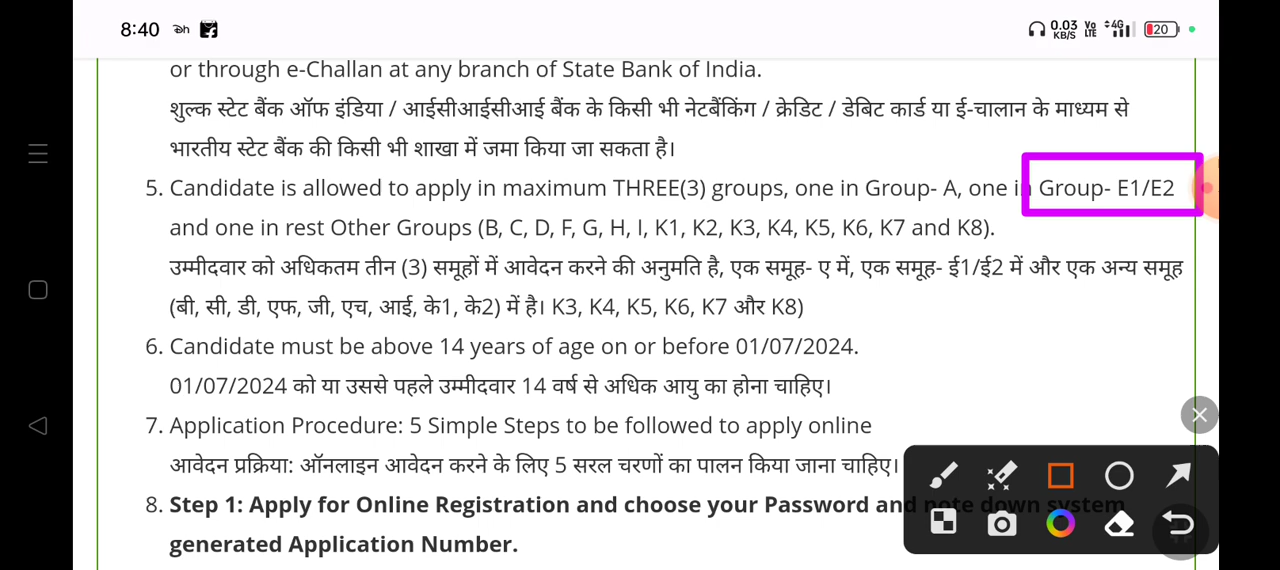 8:40
0.03 KB/S Vo LTE 4G 20
or through e-Challan at any branch of State Bank of India.
शुल्क स्टेट बैंक ऑफ इंडिया / आईसीआईसीआई बैंक के किसी भी नेटबैंकिंग / क्रेडिट / डेबिट कार्ड या ई-चालान के माध्यम से
भारतीय स्टेट बैंक की किसी भी शाखा में जमा किया जा सकता है।
5. Candidate is allowed to apply in maximum THREE(3) groups, one in Group- A, one in Group- E1/E2
and one in rest Other Groups (B, C, D, F, G, H, I, K1, K2, K3, K4, K5, K6, K7 and K8).
उम्मीदवार को अधिकतम तीन (3) समूहों में आवेदन करने की अनुमति है, एक समूह- ए में, एक समूह- ई1/ई2 में और एक अन्य समूह
(बी, सी, डी, एफ, जी, एच, आई, के1, के2) में है। K3, K4, K5, K6, K7 और K8)
6. Candidate must be above 14 years of age on or before 01/07/2024.
01/07/2024 को या उससे पहले उम्मीदवार 14 वर्ष से अधिक आयु का होना चाहिए।
7. Application Procedure: 5 Simple Steps to be followed to apply online
आवेदन प्रक्रिया: ऑनलाइन आवेदन करने के लिए 5 सरल चरणों का पालन किया जाना चाहिए।
8. Step 1: Apply for Online Registration and choose your Password and note down system
generated Application Number.